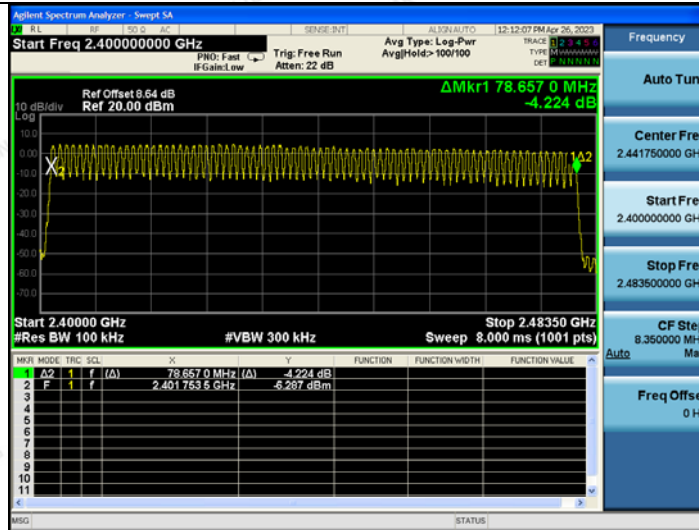 Agilent Spectrum Analyzer - Swept SA
RL RF 50 Ω AC SENSE:INT ALIGN AUTO 12:12:07 PM Apr 26, 2023
Start Freq 2.400000000 GHz
PNO: Fast
IFGain:Low
Trig: Free Run
Atten: 22 dB
Avg Type: Log-Pwr
Avg|Hold:> 100/100
TRACE 1 2 3 4 5 6
TYPE M
DET P N N N N N
Frequency
Auto Tun
ΔMkr1 78.657 0 MHz
-4.224 dB
Ref Offset 8.64 dB
10 dB/div Ref 20.00 dBm
Log
10.0
0.00
-10.0
-20.0
-30.0
-40.0
-50.0
-60.0
-70.0
X2
1Δ2
Center Fre
2.441750000 GH
Start Fre
2.400000000 GH
Stop Fre
2.483500000 GH
Start 2.40000 GHz Stop 2.48350 GHz
#Res BW 100 kHz #VBW 300 kHz Sweep 8.000 ms (1001 pts)
CF Ste
8.350000 MH
Auto Ma
Freq Offse
0 H
MKR MODE TRC SCL X Y FUNCTION FUNCTION WIDTH FUNCTION VALUE
1 Δ2 1 f (Δ) 78.657 0 MHz (Δ) -4.224 dB
2 F 1 f 2.401 753 5 GHz -6.287 dBm
3
4
5
6
7
8
9
10
11
MSG STATUS